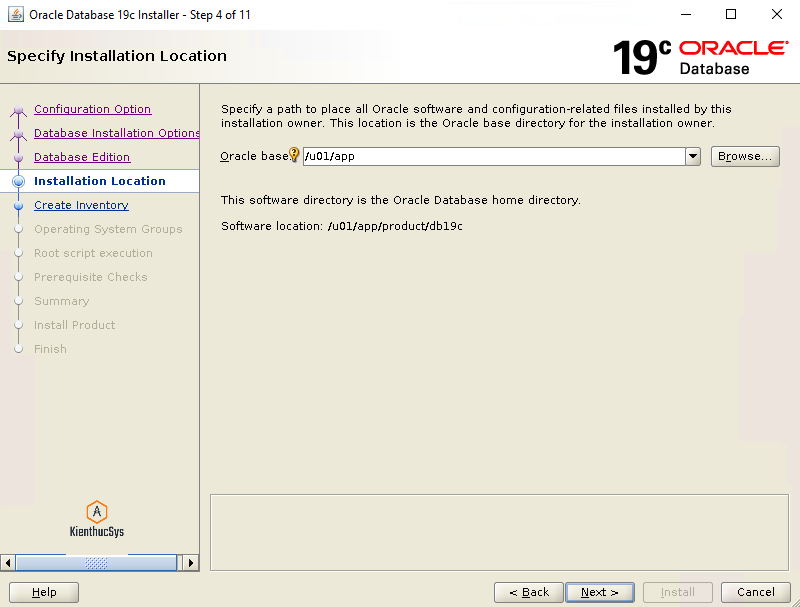 Oracle Database 19c Installer - Step 4 of 11
Specify Installation Location
19c ORACLE
Database
Configuration Option
Database Installation Options
Database Edition
Installation Location
Create Inventory
Operating System Groups
Root script execution
Prerequisite Checks
Summary
Install Product
Finish
Specify a path to place all Oracle software and configuration-related files installed by this
installation owner. This location is the Oracle base directory for the installation owner.
Oracle base /u01/app Browse...
This software directory is the Oracle Database home directory.
Software location: /u01/app/product/db19c
KienthucSys
Help < Back Next > Install Cancel